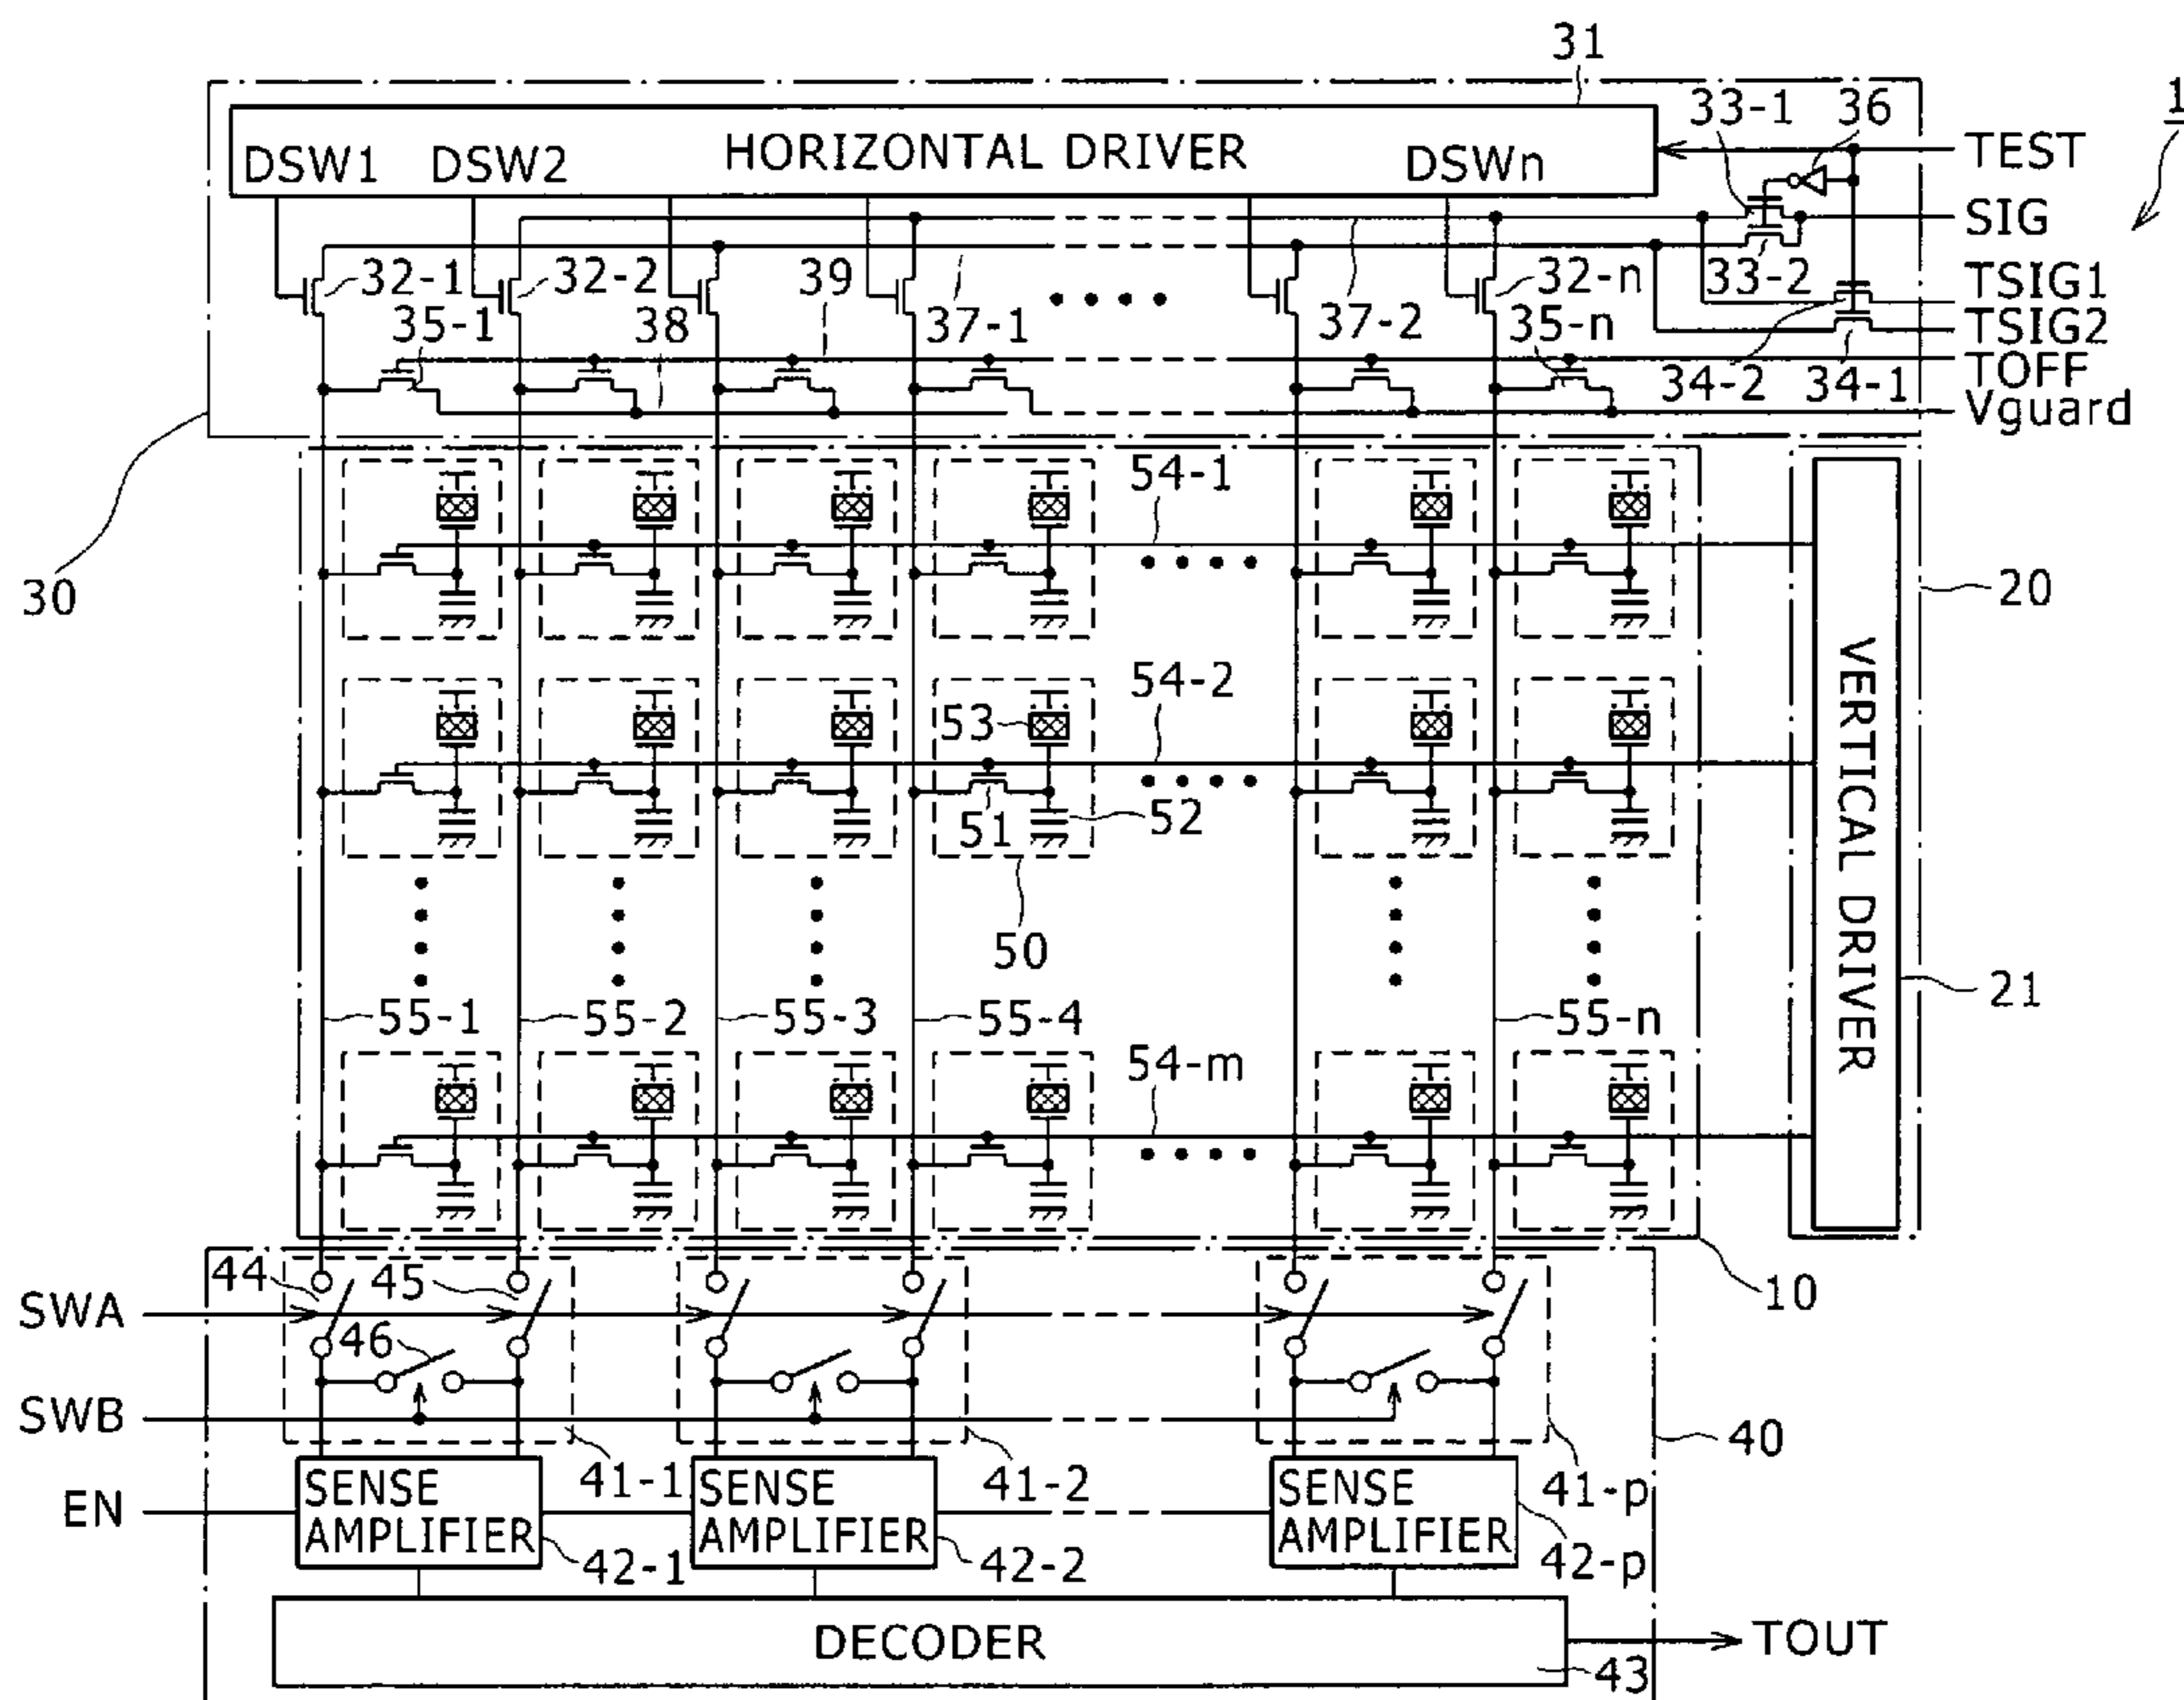 31
1
33-1
36
HORIZONTAL DRIVER
DSW1
DSW2
DSWn
TEST
SIG
32-1
32-2
39
32-n
33-2
TSIG1
35-1
38
37-1
37-2
35-n
TSIG2
TOFF
34-2
34-1
Vguard
54-1
30
20
54-2
53
51
52
VERTICAL DRIVER
50
21
55-1
55-2
55-3
55-4
55-n
54-m
44
45
10
SWA
46
SWB
40
41-1
41-2
41-p
EN
SENSE
AMPLIFIER
SENSE
AMPLIFIER
SENSE
AMPLIFIER
42-1
42-2
42-p
DECODER
TOUT
43